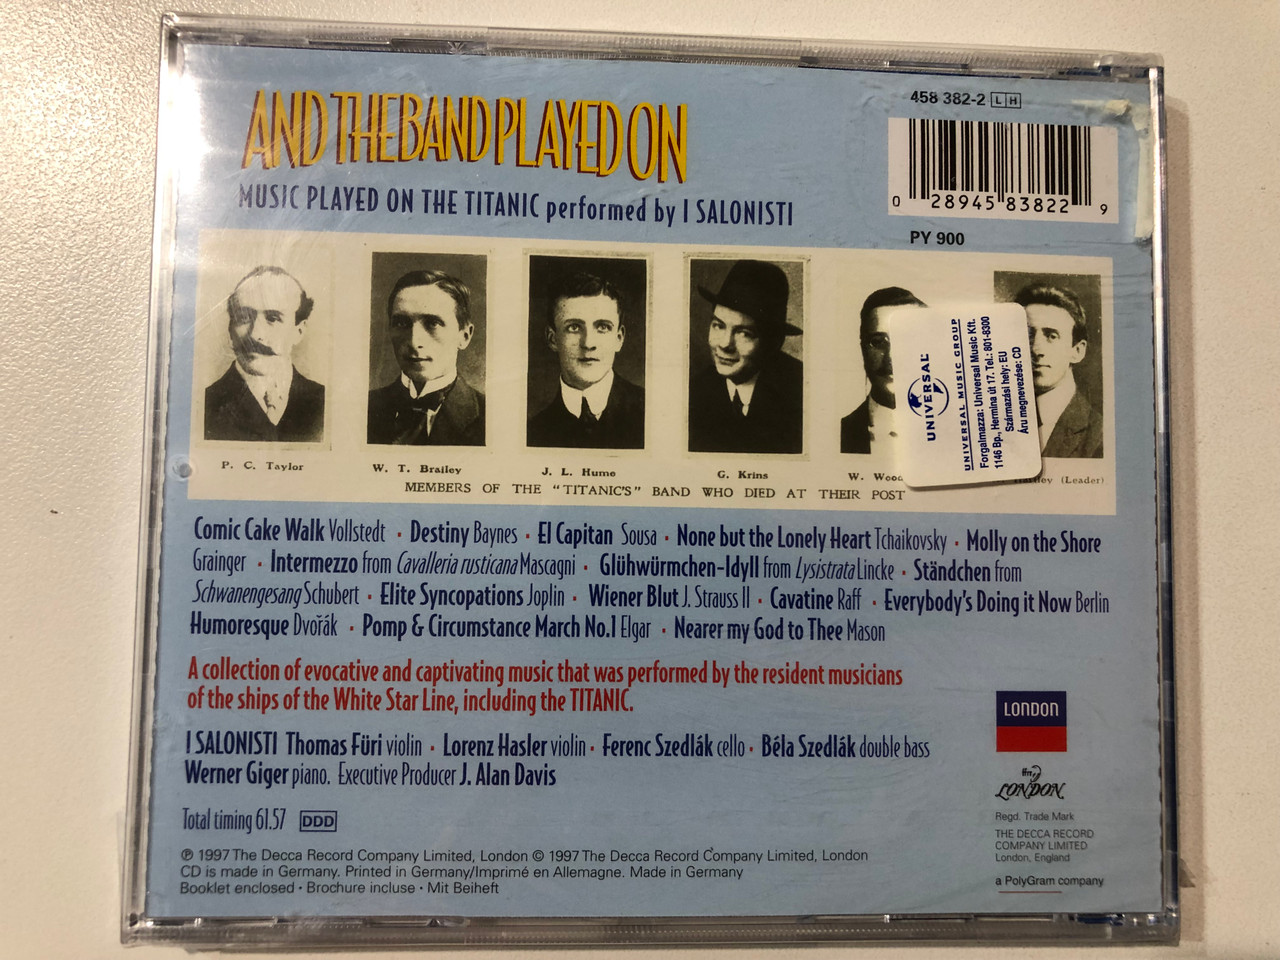 AND THE BAND PLAYED ON
MUSIC PLAYED ON THE TITANIC performed by I SALONISTI
458 382-2 LH
0 28945 83822 9
PY 900
P. C. Taylor
W. T. Brailey
J. L. Hume
G. Krins
W. Wood
(Leader)
MEMBERS OF THE "TITANIC'S" BAND WHO DIED AT THEIR POST
UNIVERSAL
UNIVERSAL MUSIC GROUP
Forgalmazza: Universal Music Kft.
1146 Bp., Hermina út 17. Tel.: 801-8300
Származási hely: EU
Áru megnevezése: CD
Comic Cake Walk Vollstedt · Destiny Baynes · El Capitan Sousa · None but the Lonely Heart Tchaikovsky · Molly on the Shore
Grainger · Intermezzo from Cavalleria rusticana Mascagni · Glühwürmchen-Idyll from Lysistrata Lincke · Ständchen from
Schwanengesang Schubert · Elite Syncopations Joplin · Wiener Blut J. Strauss II · Cavatine Raff · Everybody's Doing it Now Berlin
Humoresque Dvořák · Pomp & Circumstance March No.1 Elgar · Nearer my God to Thee Mason
A collection of evocative and captivating music that was performed by the resident musicians
of the ships of the White Star Line, including the TITANIC.
I SALONISTI Thomas Füri violin · Lorenz Hasler violin · Ferenc Szedlák cello · Béla Szedlák double bass
Werner Giger piano. Executive Producer J. Alan Davis
Total timing 61.57 DDD
℗ 1997 The Decca Record Company Limited, London © 1997 The Decca Record Company Limited, London
CD is made in Germany. Printed in Germany/Imprimé en Allemagne. Made in Germany
Booklet enclosed · Brochure incluse · Mit Beiheft
LONDON
ffrr
LONDON
Regd. Trade Mark
THE DECCA RECORD
COMPANY LIMITED
London, England
a PolyGram company